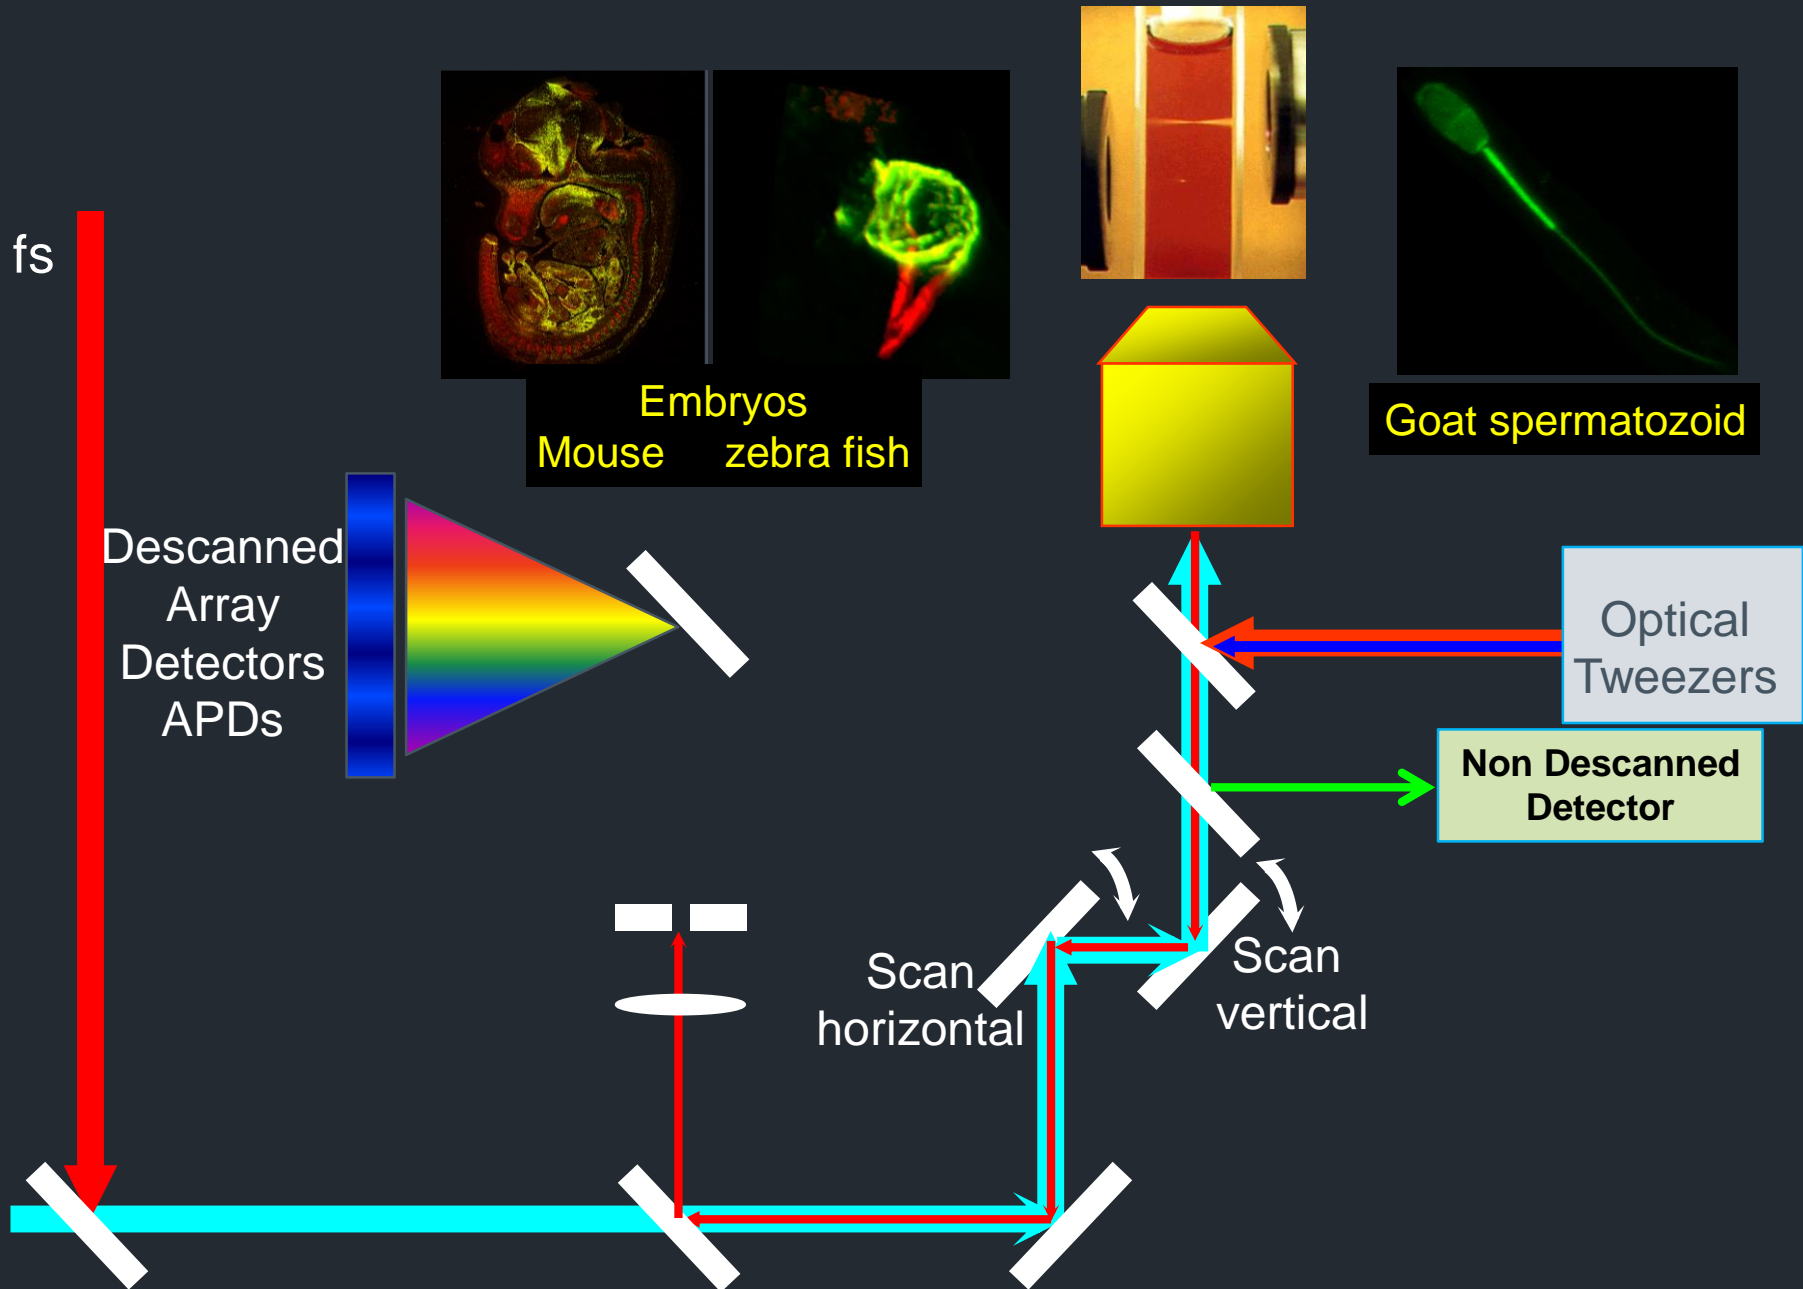 fs
Embryos
Mouse zebra fish
Goat spermatozoid
Descanned
Array
Detectors
APDs
Optical
Tweezers
Non Descanned
Detector
Scan
horizontal
Scan
vertical